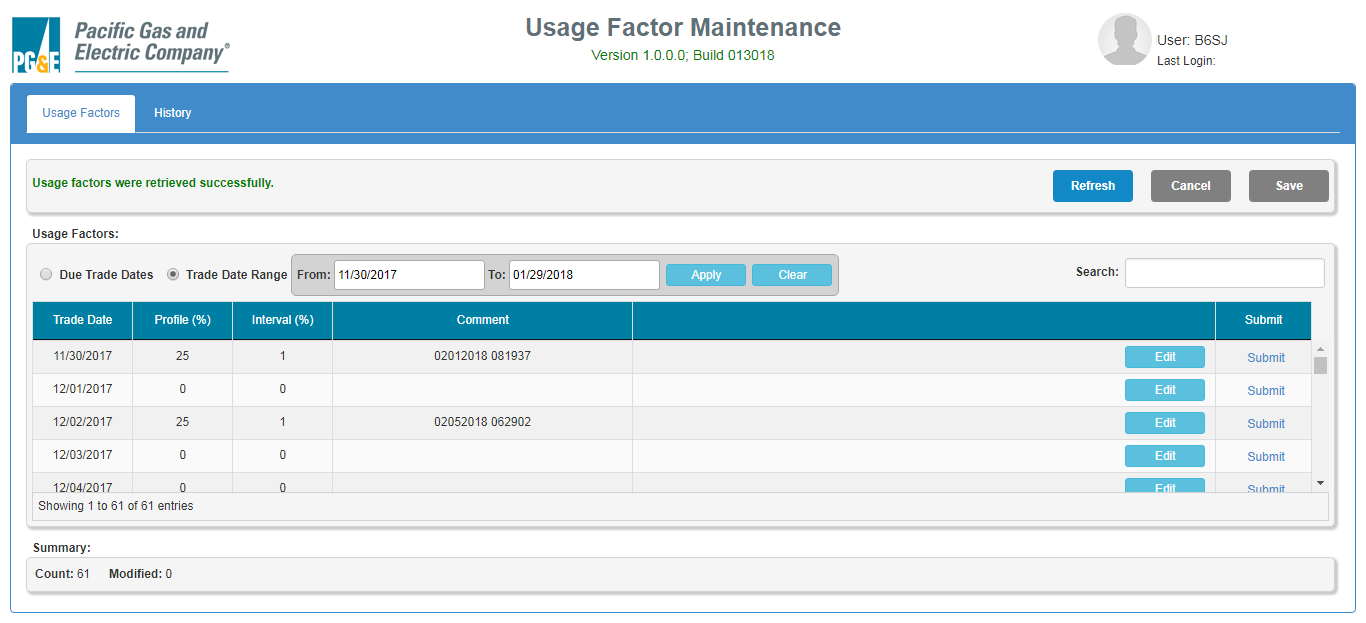 PG&E Pacific Gas and
Electric Company®
Usage Factor Maintenance
Version 1.0.0.0; Build 013018
User: B6SJ
Last Login:
Usage Factors History
Usage factors were retrieved successfully. Refresh Cancel Save
Usage Factors:
Due Trade Dates Trade Date Range From: 11/30/2017 To: 01/29/2018 Apply Clear Search:
Trade Date Profile (%) Interval (%) Comment Submit
11/30/2017 25 1 02012018 081937 Edit Submit
12/01/2017 0 0 Edit Submit
12/02/2017 25 1 02052018 062902 Edit Submit
12/03/2017 0 0 Edit Submit
12/04/2017 0 0 Edit Submit
Showing 1 to 61 of 61 entries
Summary:
Count: 61 Modified: 0